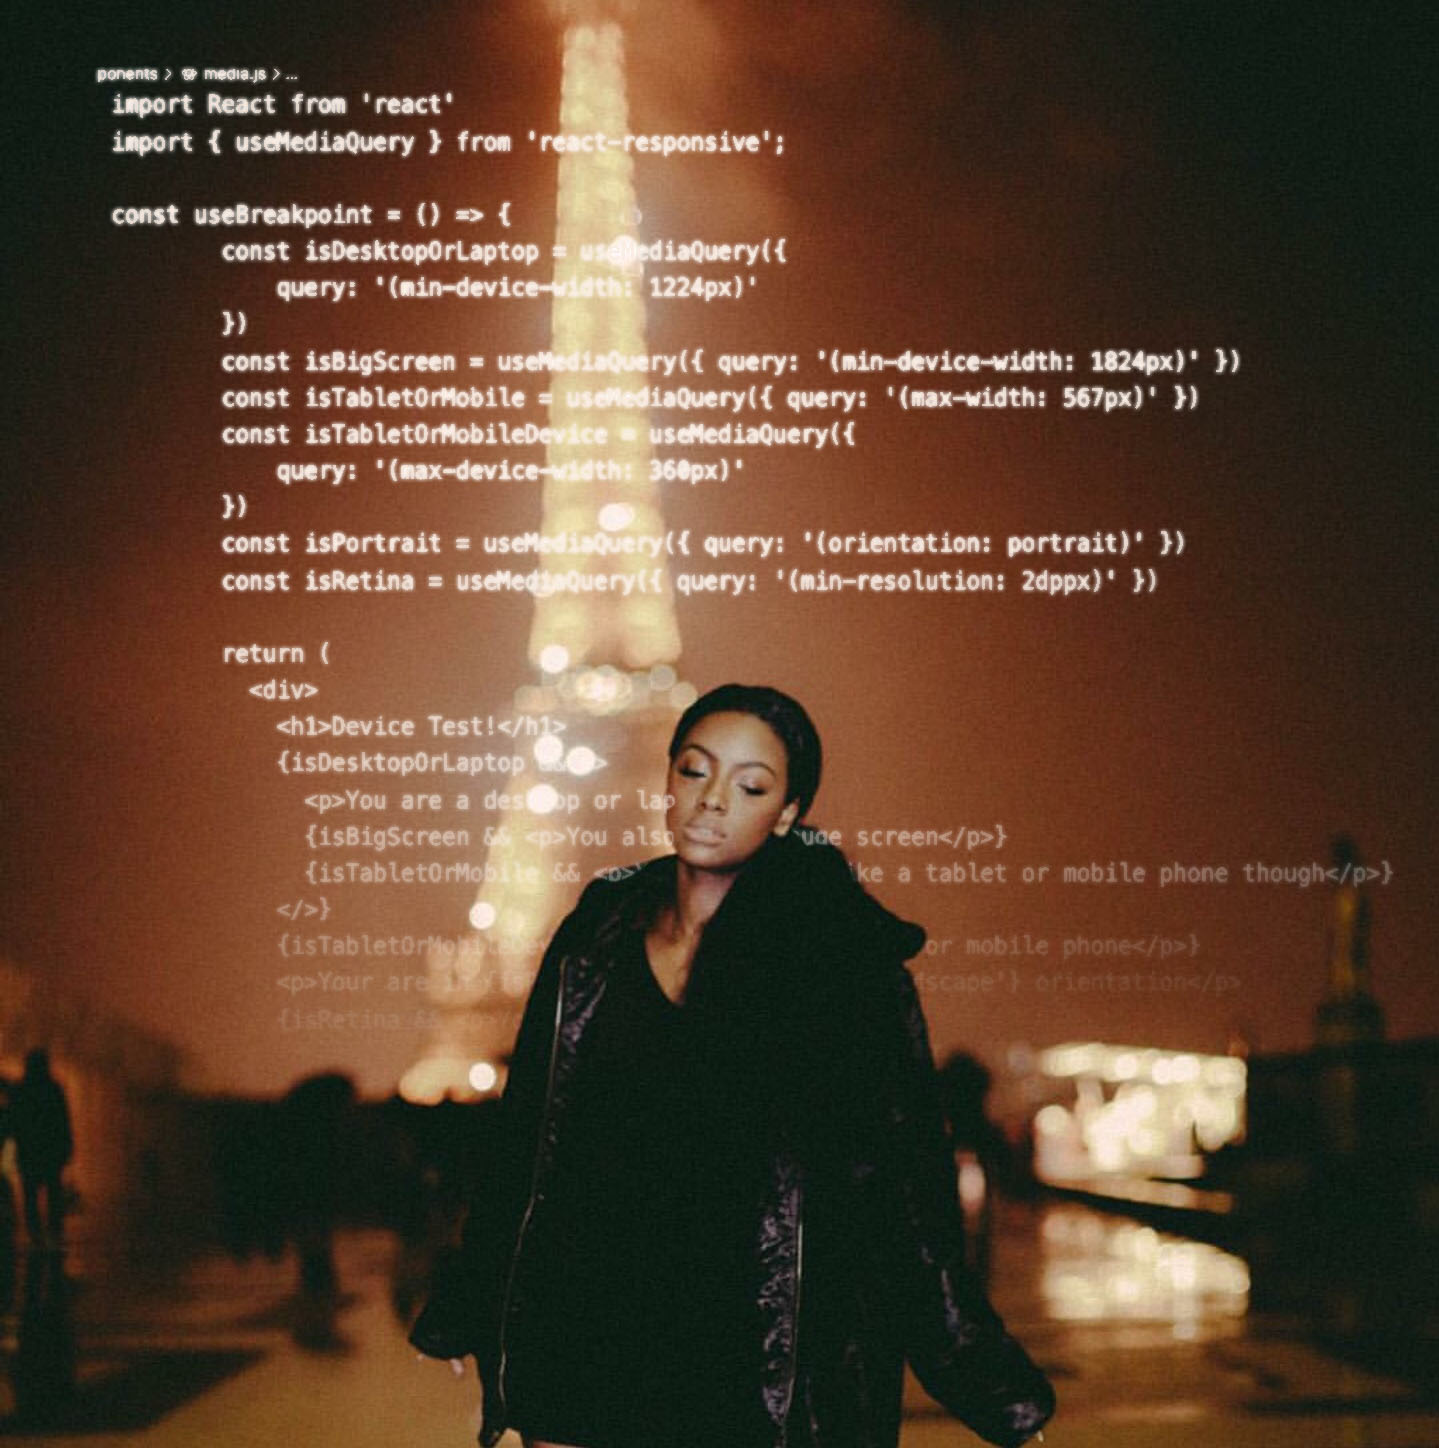 ponents > media.js > ...
import React from 'react'
import { useMediaQuery } from 'react-responsive';
const useBreakpoint = () => {
const isDesktopOrLaptop = useMediaQuery({
query: '(min-device-width: 1224px)'
})
const isBigScreen = useMediaQuery({ query: '(min-device-width: 1824px)' })
const isTabletOrMobile = useMediaQuery({ query: '(max-width: 567px)' })
const isTabletOrMobileDevice = useMediaQuery({
query: '(max-device-width: 360px)'
})
const isPortrait = useMediaQuery({ query: '(orientation: portrait)' })
const isRetina = useMediaQuery({ query: '(min-resolution: 2dppx)' })
return (
<div>
<h1>Device Test!</h1>
{isDesktopOrLaptop
<p>You are a desktop or lap
{isBigScreen && <p>You also screen</p>}
{isTabletOrMobile && <p> a tablet or mobile phone though</p>}
</>}
{isTabletOrMobileDev or mobile phone</p>}
<p>Your are in orientation</p>
{isRetina &&